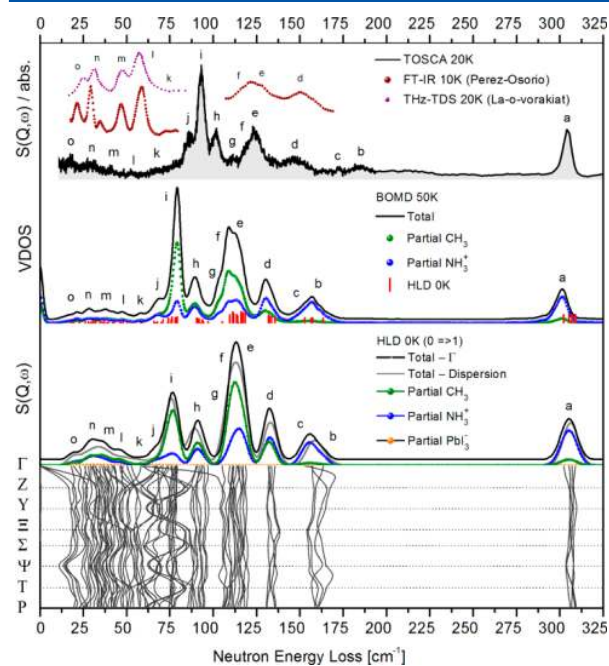 0 25 50 75 100 125 150 175 200 225 250 275 300 325
S(Q,ω) / abs.
TOSCA 20K
FT-IR 10K (Perez-Osorio)
THz-TDS 20K (La-o-vorakiat)
o n m l k f e d
o n m l k j i h g f e d c b a
VDOS
BOMD 50K
Total
Partial CH₃
Partial NH₃⁺
HLD 0K
o n m l k j i h g f e d c b a
S(Q,ω)
HLD 0K (0 =>1)
Total – Γ
Total – Dispersion
Partial CH₃
Partial NH₃⁺
Partial PbI₃⁻
o n m l k j i h g f e d c b a
Γ
Z
Y
Ξ
Σ
Ψ
T
P
0 25 50 75 100 125 150 175 200 225 250 275 300 325
Neutron Energy Loss [cm⁻¹]